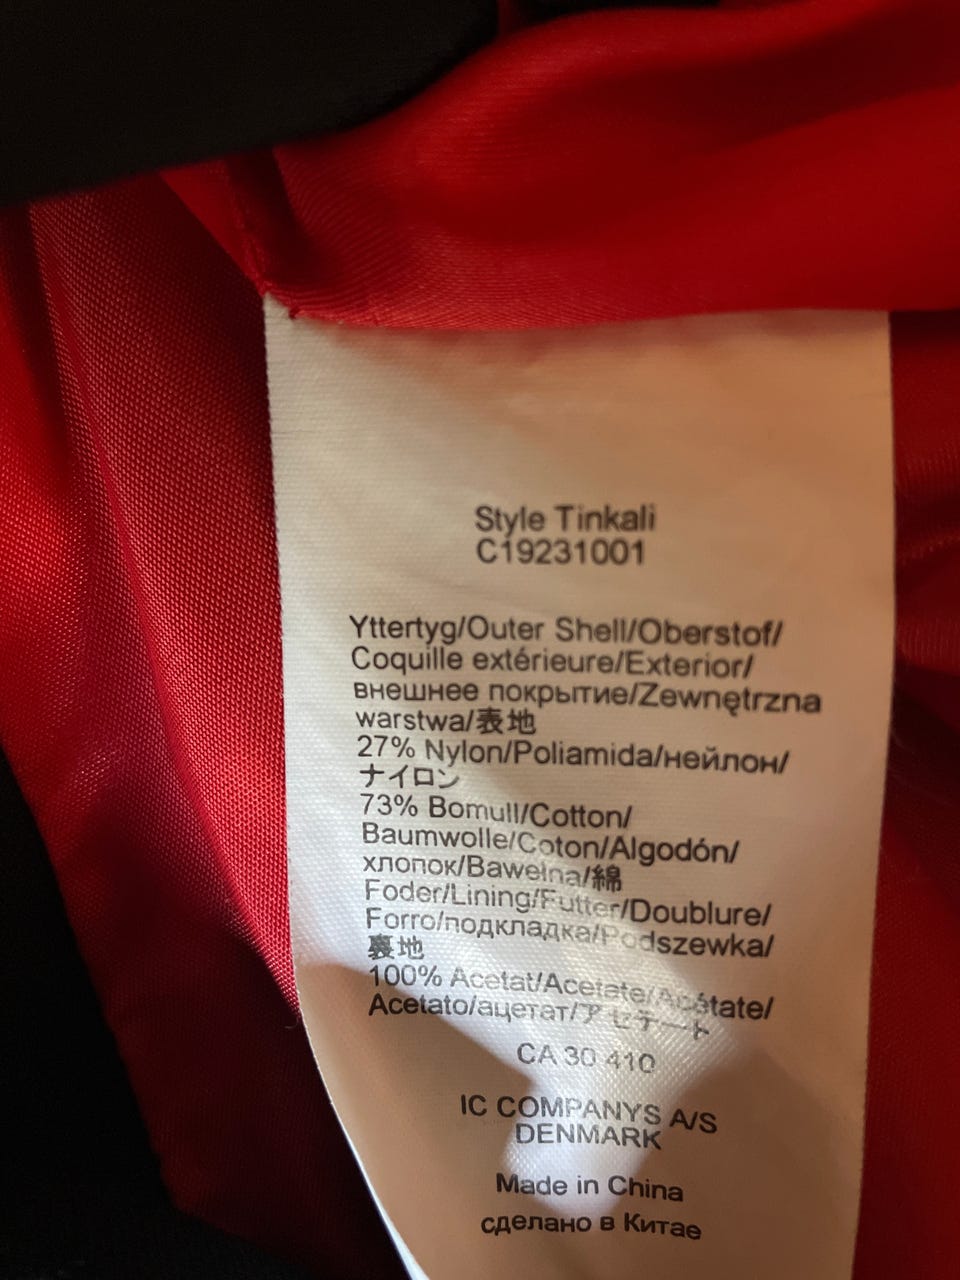 Style Tinkali
C19231001
Yttertyg/Outer Shell/Oberstof/
Coquille extérieure/Exterior/
внешнее покрытие/Zewnętrzna
warstwa/表地
27% Nylon/Poliamida/нейлон/
ナイロン
73% Bomull/Cotton/
Baumwolle/Coton/Algodón/
хлопок/Bawełna/綿
Foder/Lining/Futter/Doublure/
Forro/подкладка/Podszewka/
裏地
100% Acetat/Acetate/Acétate/
Acetato/ацетат/アセテート
CA 30 410
IC COMPANYS A/S
DENMARK
Made in China
сделано в Китае